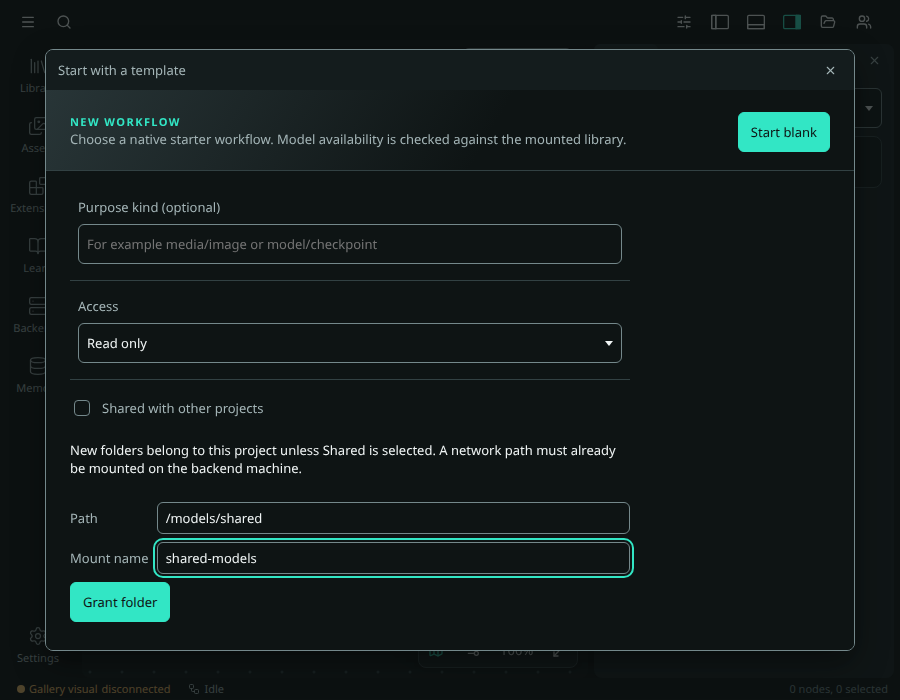 Start with a template
NEW WORKFLOW
Choose a native starter workflow. Model availability is checked against the mounted library.
Start blank
Purpose kind (optional)
For example media/image or model/checkpoint
Access
Read only
Shared with other projects
New folders belong to this project unless Shared is selected. A network path must already
be mounted on the backend machine.
Path
/models/shared
Mount name
shared-models
Grant folder
Settings
100%
Gallery visual disconnected
Idle
0 nodes, 0 selected